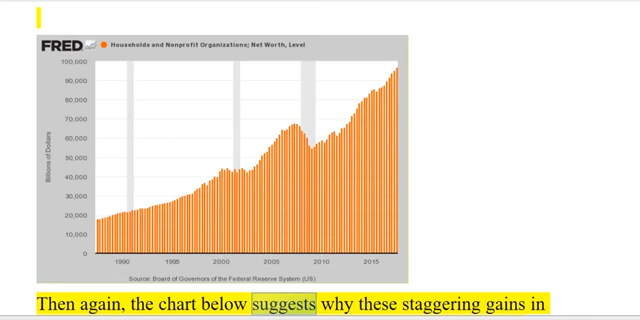 FRED
Households and Nonprofit Organizations; Net Worth, Level
100,000
90,000
80,000
70,000
60,000
50,000
40,000
30,000
20,000
10,000
0
Billions of Dollars
1990 1995 2000 2005 2010 2015
Source: Board of Governors of the Federal Reserve System (US)
Then again, the chart below suggests why these staggering gains in